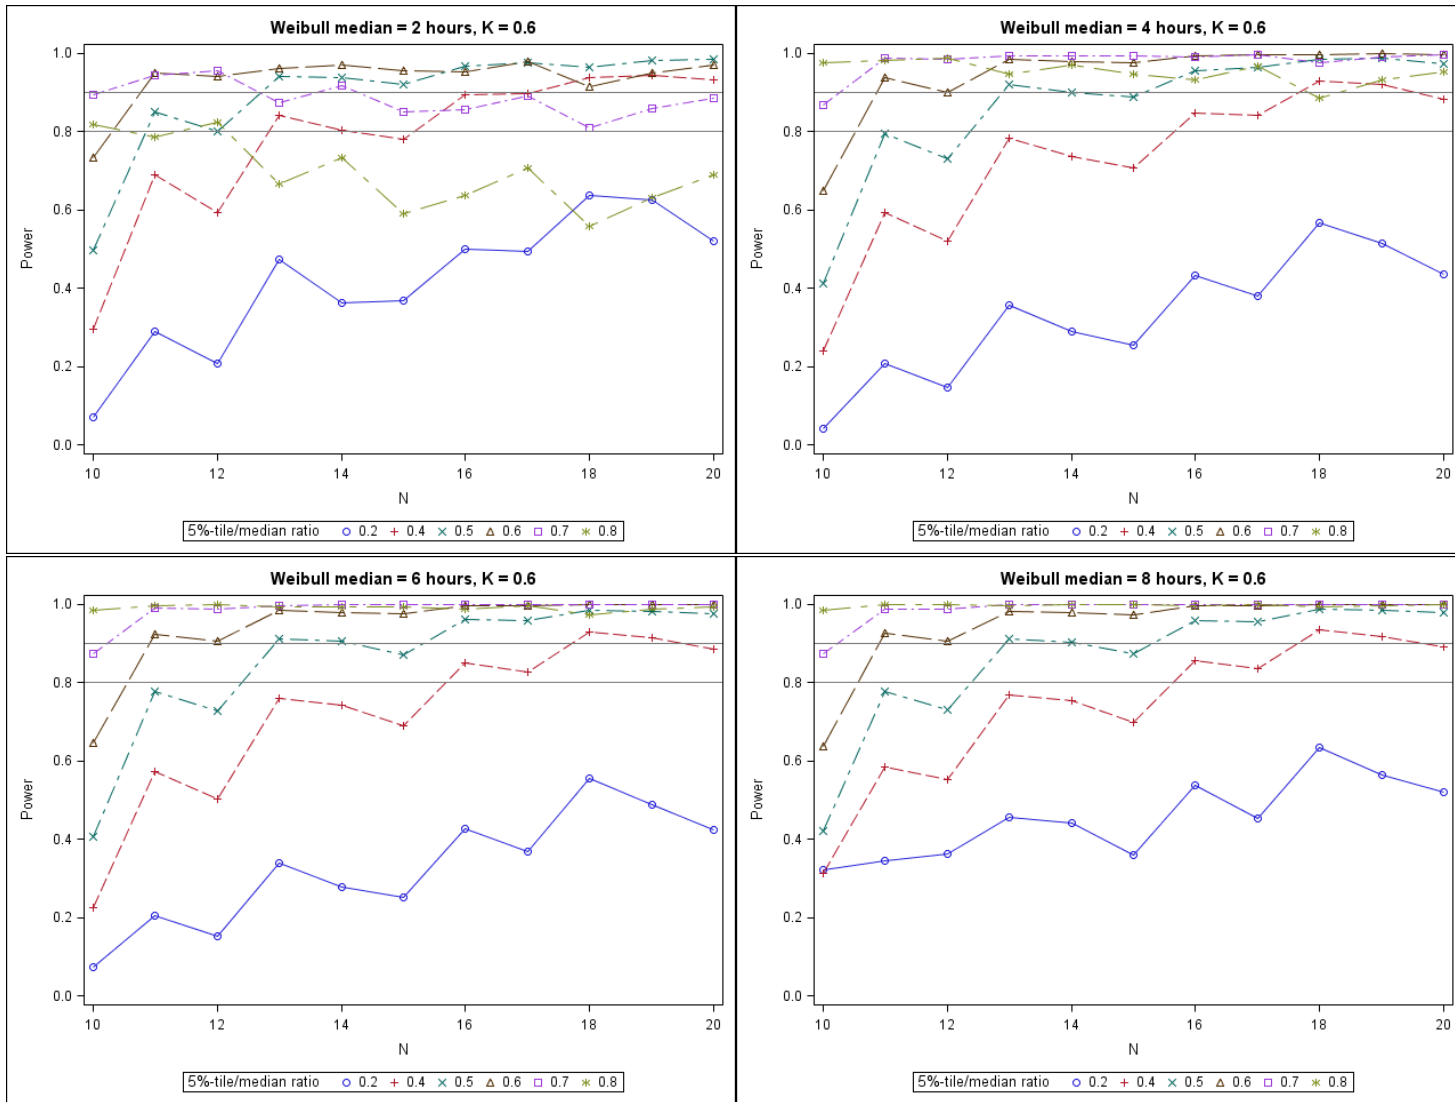 Weibull median = 2 hours, K = 0.6
1.0
0.8
0.6
0.4
0.2
0.0
Power
10 12 14 16 18 20
N
5%-tile/median ratio 0.2 0.4 0.5 0.6 0.7 0.8
Weibull median = 4 hours, K = 0.6
1.0
0.8
0.6
0.4
0.2
0.0
Power
10 12 14 16 18 20
N
5%-tile/median ratio 0.2 0.4 0.5 0.6 0.7 0.8
Weibull median = 6 hours, K = 0.6
1.0
0.8
0.6
0.4
0.2
0.0
Power
10 12 14 16 18 20
N
5%-tile/median ratio 0.2 0.4 0.5 0.6 0.7 0.8
Weibull median = 8 hours, K = 0.6
1.0
0.8
0.6
0.4
0.2
0.0
Power
10 12 14 16 18 20
N
5%-tile/median ratio 0.2 0.4 0.5 0.6 0.7 0.8